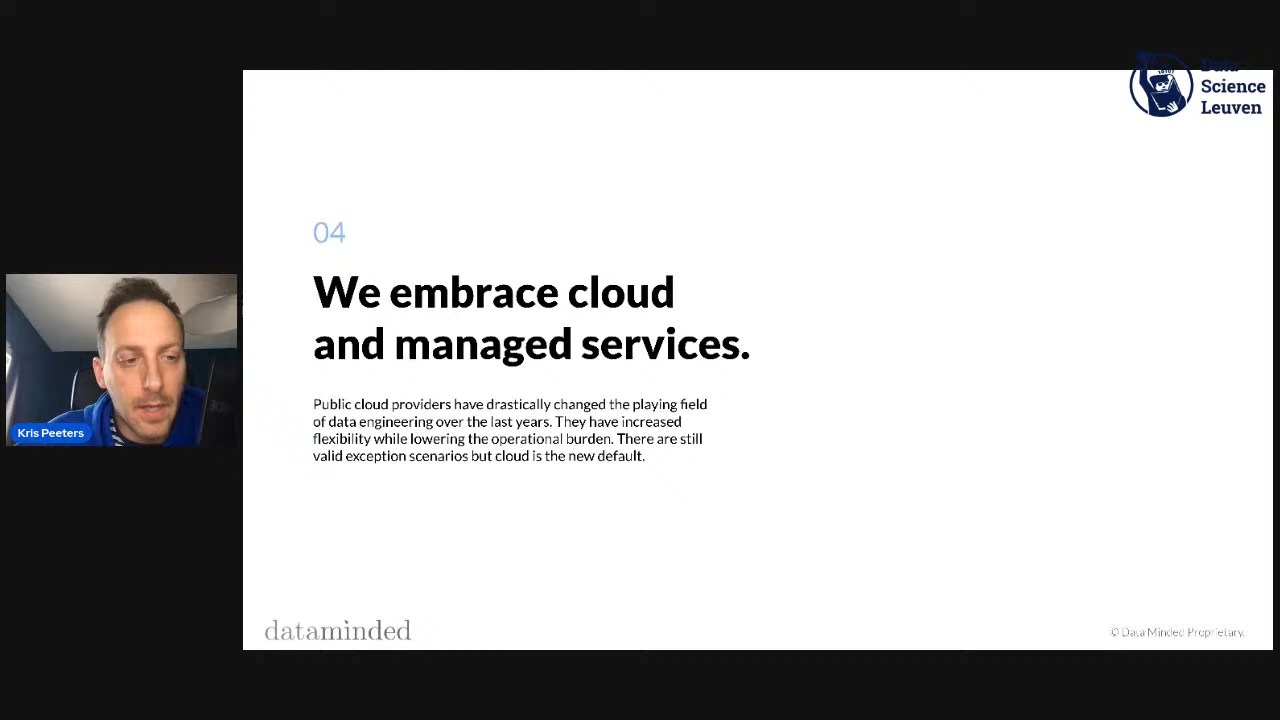 Data
Science
Leuven
04
We embrace cloud
and managed services.
Public cloud providers have drastically changed the playing field
of data engineering over the last years. They have increased
flexibility while lowering the operational burden. There are still
valid exception scenarios but cloud is the new default.
Kris Peeters
dataminded
© Data Minded Proprietary.